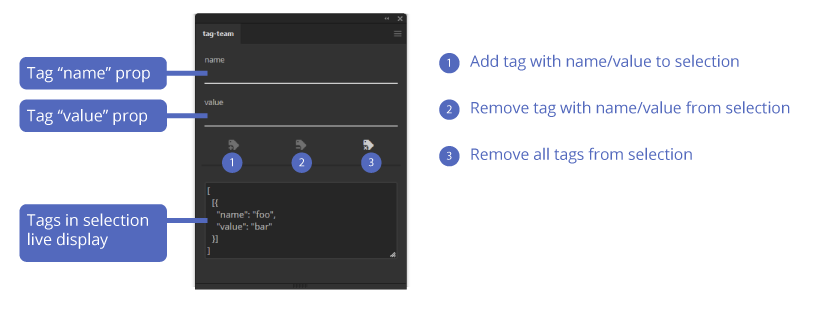 tag-team
name
value
Tag “name” prop
Tag “value” prop
1
2
3
Tags in selection
live display
[
[{
"name": "foo",
"value": "bar"
}]
]
1 Add tag with name/value to selection
2 Remove tag with name/value from selection
3 Remove all tags from selection